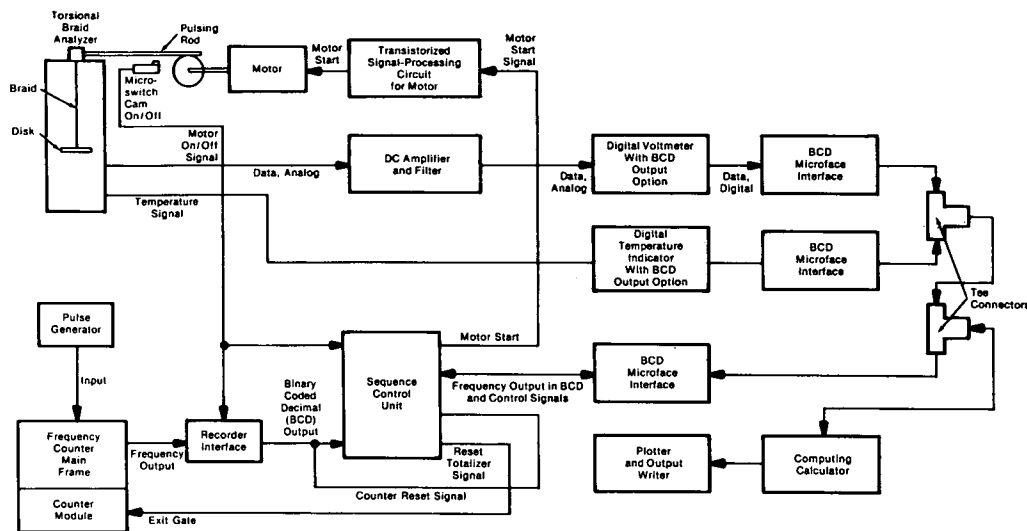 Torsional
Braid
Analyzer
Pulsing
Rod
Motor
Motor
Start
Transistorized
Signal-Processing
Circuit
for Motor
Motor
Start
Signal
Micro-
switch
Cam
On/Off
Braid
Disk
Motor
On/Off
Signal
Data, Analog
DC Amplifier
and Filter
Data,
Analog
Digital Voltmeter
With BCD
Output
Option
Data,
Digital
BCD
Microface
Interface
Temperature
Signal
Digital
Temperature
Indicator
With BCD
Output Option
BCD
Microface
Interface
Tee
Connectors
Pulse
Generator
Input
Motor Start
Binary
Coded
Decimal
(BCD)
Output
Sequence
Control
Unit
Frequency Output in BCD
and Control Signals
BCD
Microface
Interface
Frequency
Counter
Main
Frame
Frequency
Output
Recorder
Interface
Reset
Totalizer
Signal
Plotter
and Output
Writer
Computing
Calculator
Counter Reset Signal
Counter
Module
Exit Gate